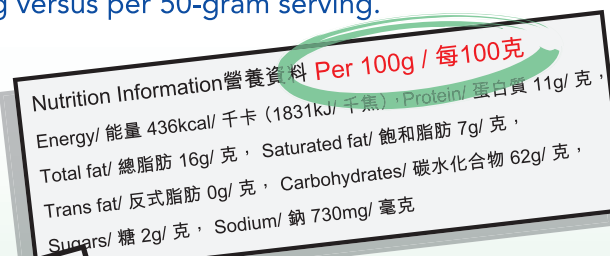 g versus per 50-gram serving.
Nutrition Information營養資料 Per 100g / 每100克
Energy/ 能量 436kcal/ 千卡（1831kJ/ 千焦），Protein/ 蛋白質 11g/ 克，
Total fat/ 總脂肪 16g/ 克， Saturated fat/ 飽和脂肪 7g/ 克，
Trans fat/ 反式脂肪 0g/ 克， Carbohydrates/ 碳水化合物 62g/ 克，
Sugars/ 糖 2g/ 克， Sodium/ 鈉 730mg/ 毫克